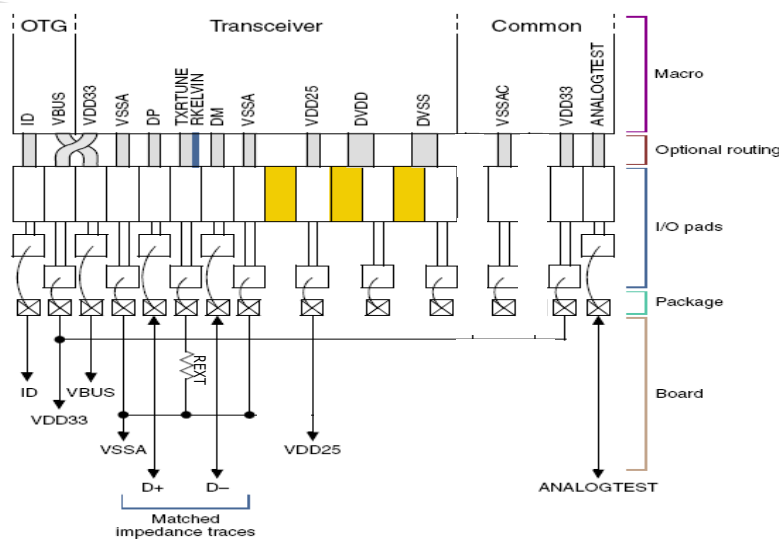 OTG
Transceiver
Common
ID
VBUS
VDD33
VSSA
DP
TXRTUNE
RKELVIN
DM
VSSA
VDD25
DVDD
DVSS
VSSAC
VDD33
ANALOGTEST
Macro
Optional routing
I/O pads
Package
Board
REXT
ID
VBUS
VDD33
VSSA
VDD25
D+
D–
ANALOGTEST
Matched
impedance traces